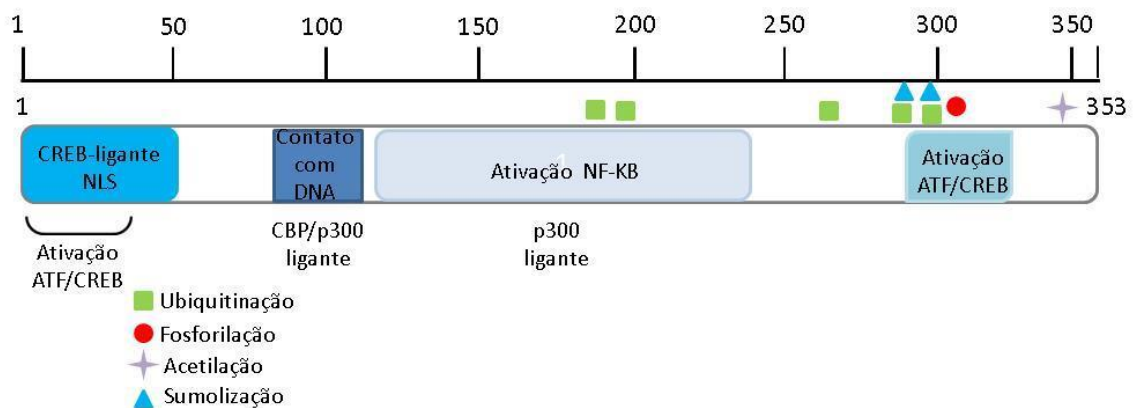 1 50 100 150 200 250 300 350
1 353
CREB-ligante
NLS
Contato
com
DNA
Ativação NF-KB
1
Ativação
ATF/CREB
Ativação
ATF/CREB
CBP/p300
ligante
p300
ligante
Ubiquitinação
Fosforilação
Acetilação
Sumolização